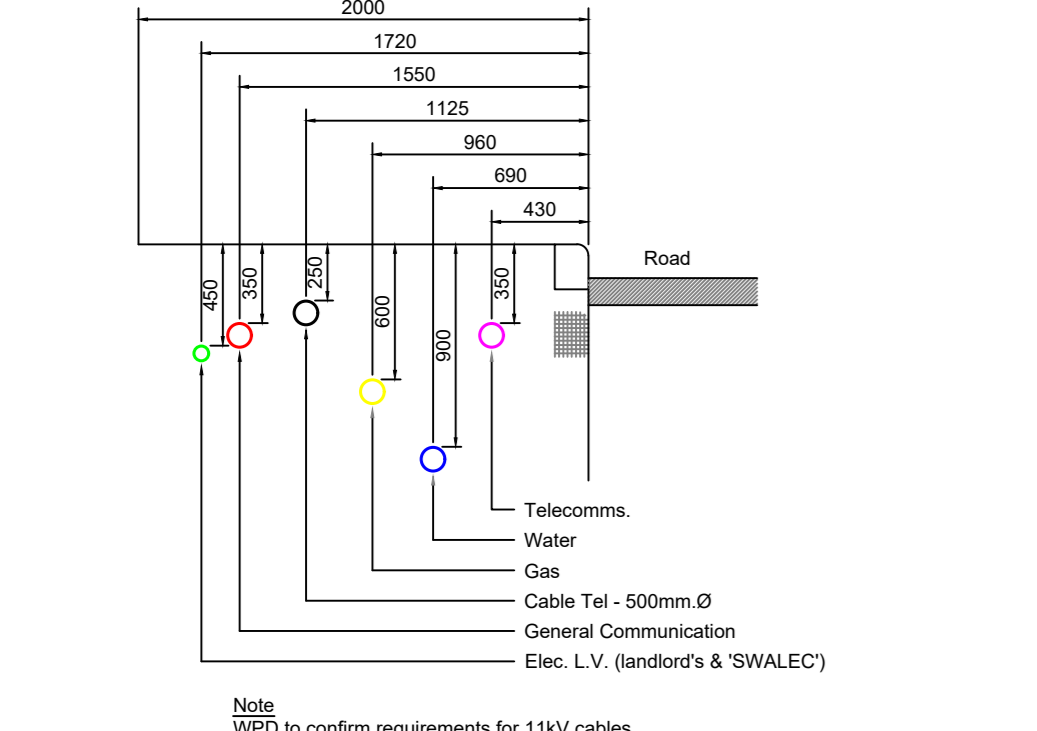 2000
1720
1550
1125
960
690
430
Road
450
350
250
600
900
350
Telecomms.
Water
Gas
Cable Tel - 500mm.Ø
General Communication
Elec. L.V. (landlord's & 'SWALEC')
Note
WPD to confirm requirements for 11kV cables